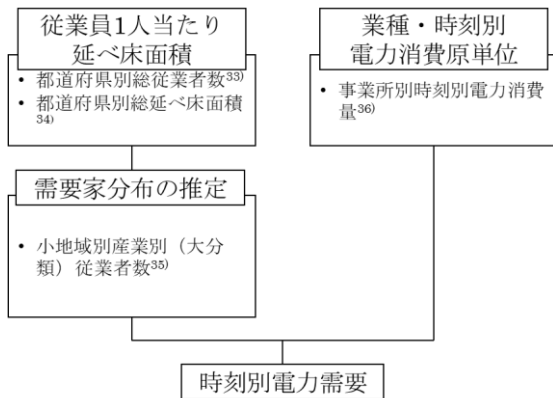 従業員1人当たり
延べ床面積
• 都道府県別総従業者数33)
• 都道府県別総延べ床面積
34)
業種・時刻別
電力消費原単位
• 事業所別時刻別電力消費
量36)
需要家分布の推定
• 小地域別産業別（大分
類）従業者数35)
時刻別電力需要